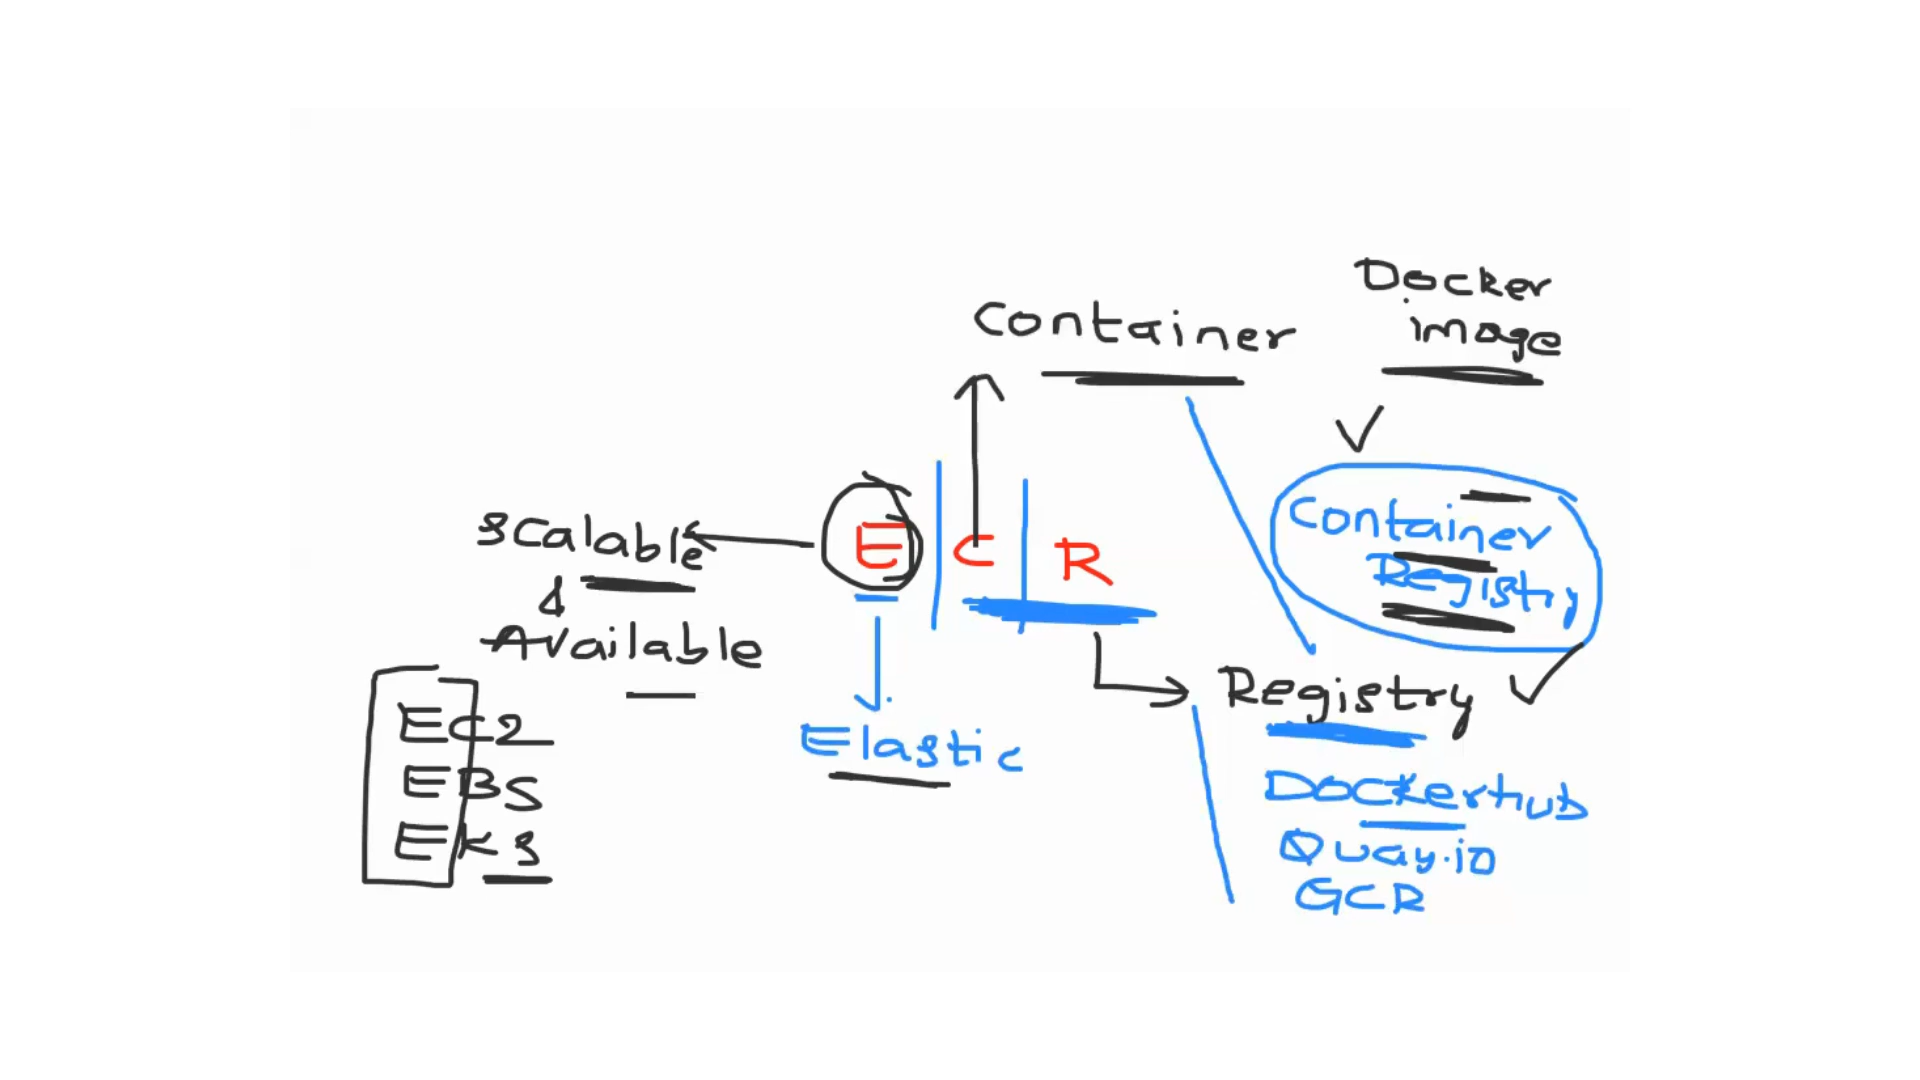 Docker
image
Container
Container
Registry
E C R
Scalable
&
Available
Registry
Elastic
EC2
EBS
EKS
Dockerhub
Quay.io
GCR